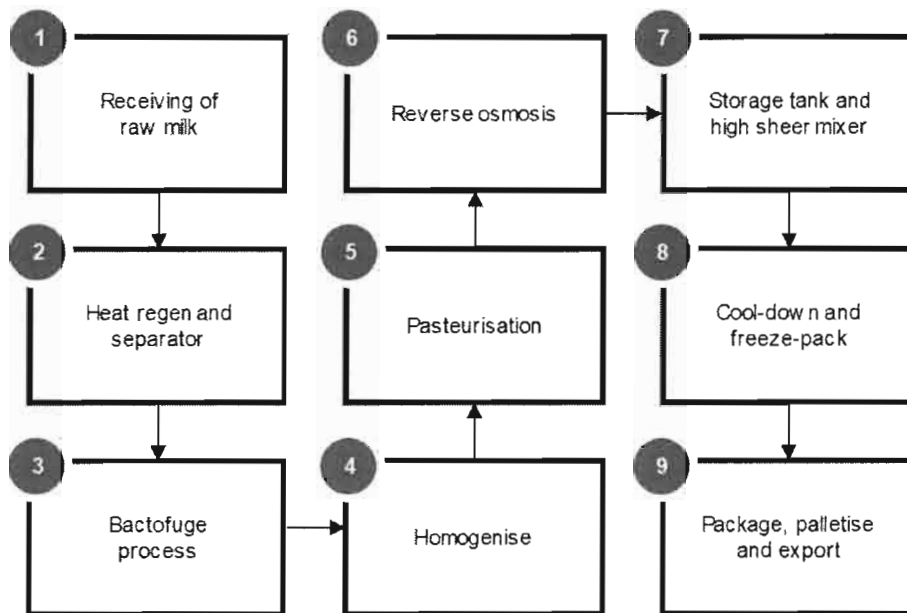 1
Receiving of
raw milk
2
Heat regen and
separator
3
Bactofuge
process
4
Homogenise
5
Pasteurisation
6
Reverse osmosis
7
Storage tank and
high sheer mixer
8
Cool-down and
freeze-pack
9
Package, palletise
and export